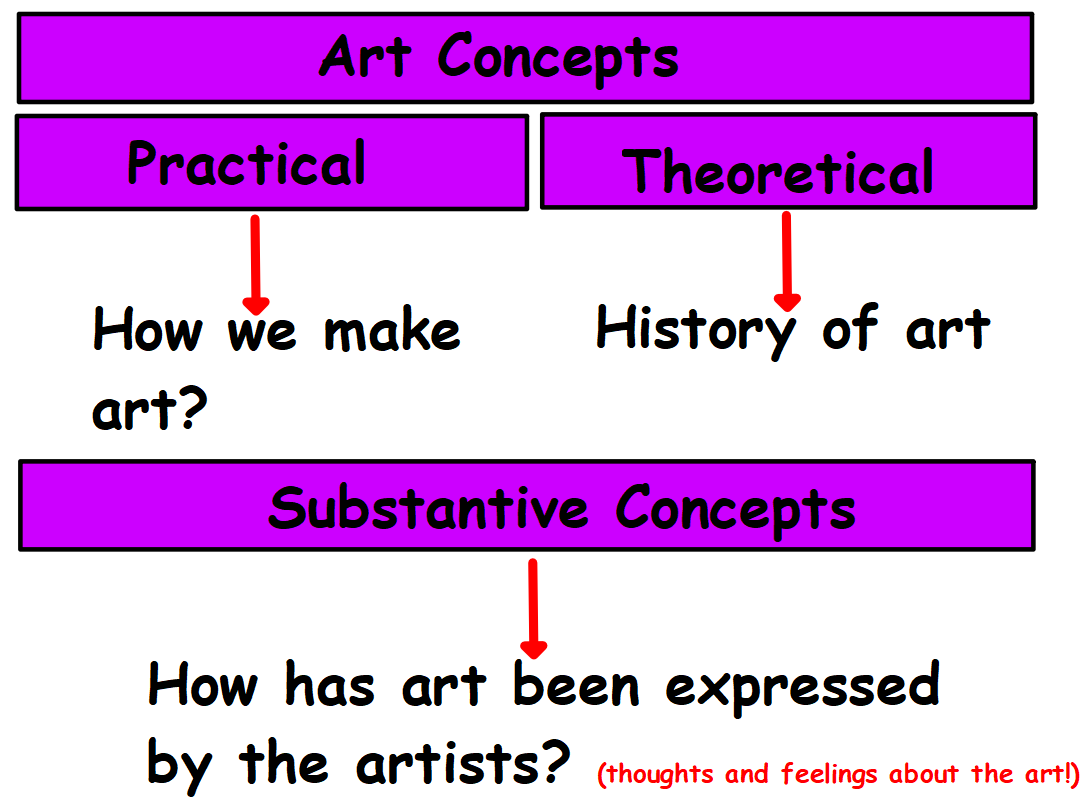 Art Concepts
Practical
Theoretical
How we make
art?
History of art
Substantive Concepts
How has art been expressed
by the artists? (thoughts and feelings about the art!)